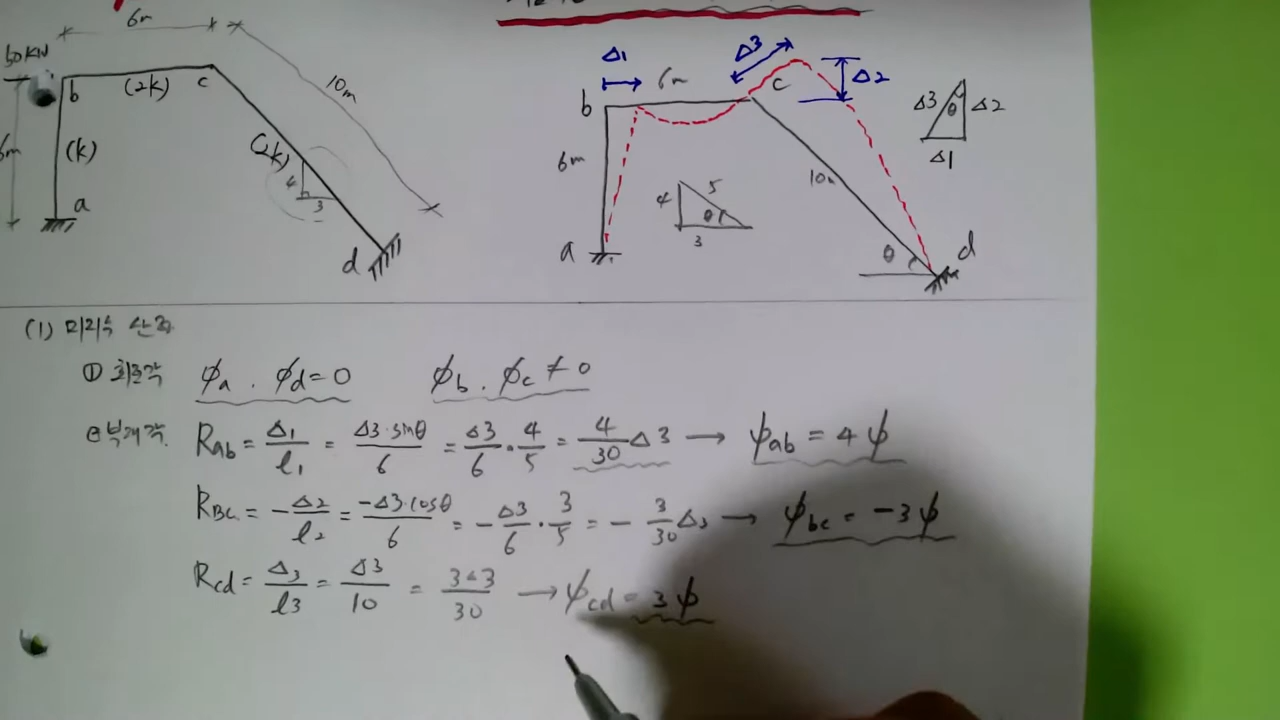 6m
50KN
b
(2k)
c
10m
6m
(k)
(2k)
4
3
a
d
Δ1
Δ3
6m
c
Δ2
b
6m
10m
4
5
θ
3
a
θ
d
Δ3
θ
Δ2
Δ1
(1) 미지수 산정
① 회전각 φa . φd = 0 φb . φc ≠ 0
② 부재각. Rab = Δ1/l1 = Δ3·sinθ/6 = Δ3/6 · 4/5 = 4/30 Δ3 → ψab = 4ψ
RBC = -Δ2/l2 = -Δ3·cosθ/6 = -Δ3/6 · 3/5 = -3/30 Δ3 → ψbc = -3ψ
Rcd = Δ3/l3 = Δ3/10 = 3Δ3/30 → ψcd = 3ψ